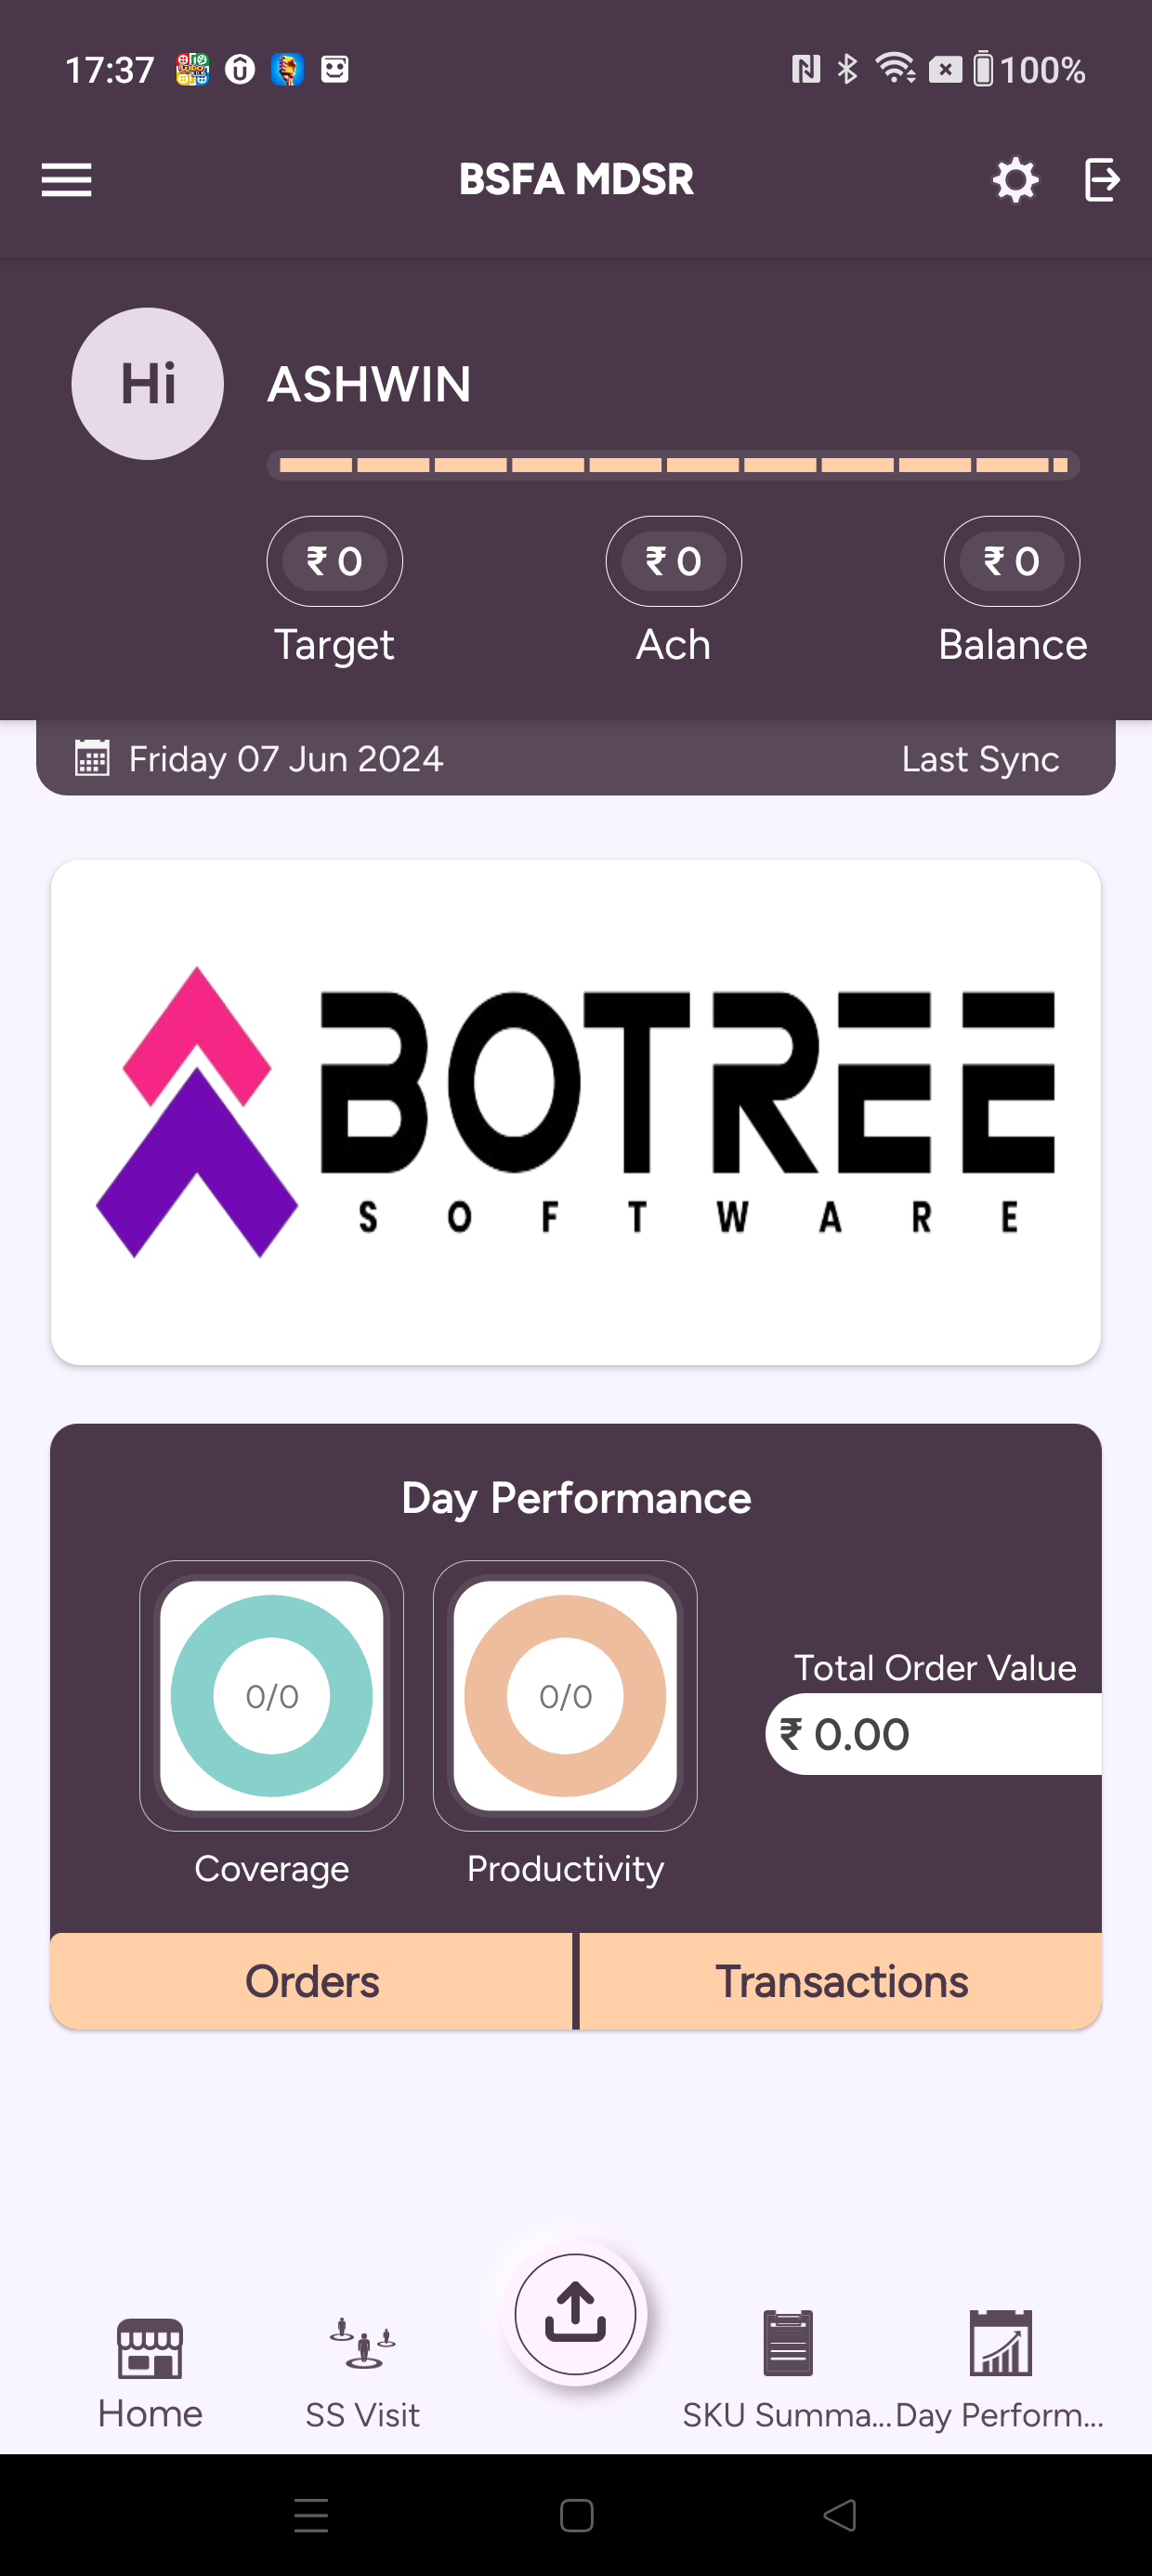 17:37 100%
BSFA MDSR
Hi ASHWIN
₹ 0 ₹ 0 ₹ 0
Target Ach Balance
Friday 07 Jun 2024 Last Sync
BOTREE
SOFTWARE
Day Performance
Total Order Value
0/0 0/0 ₹ 0.00
Coverage Productivity
Orders Transactions
Home SS Visit SKU Summa... Day Perform...